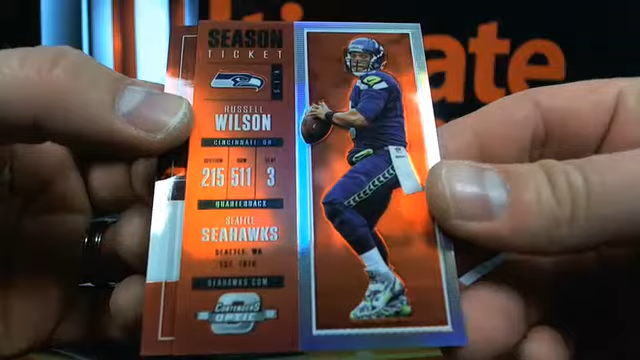 SEASON
TICKET
RUSSELL
WILSON
CINCINNATI, OH
SECTION ROW SEAT
215 511 3
QUARTERBACK
SEATTLE
SEAHAWKS
SEATTLE, WA
EST. 1976
SEAHAWKS.COM
CONTENDERS
OPTIC